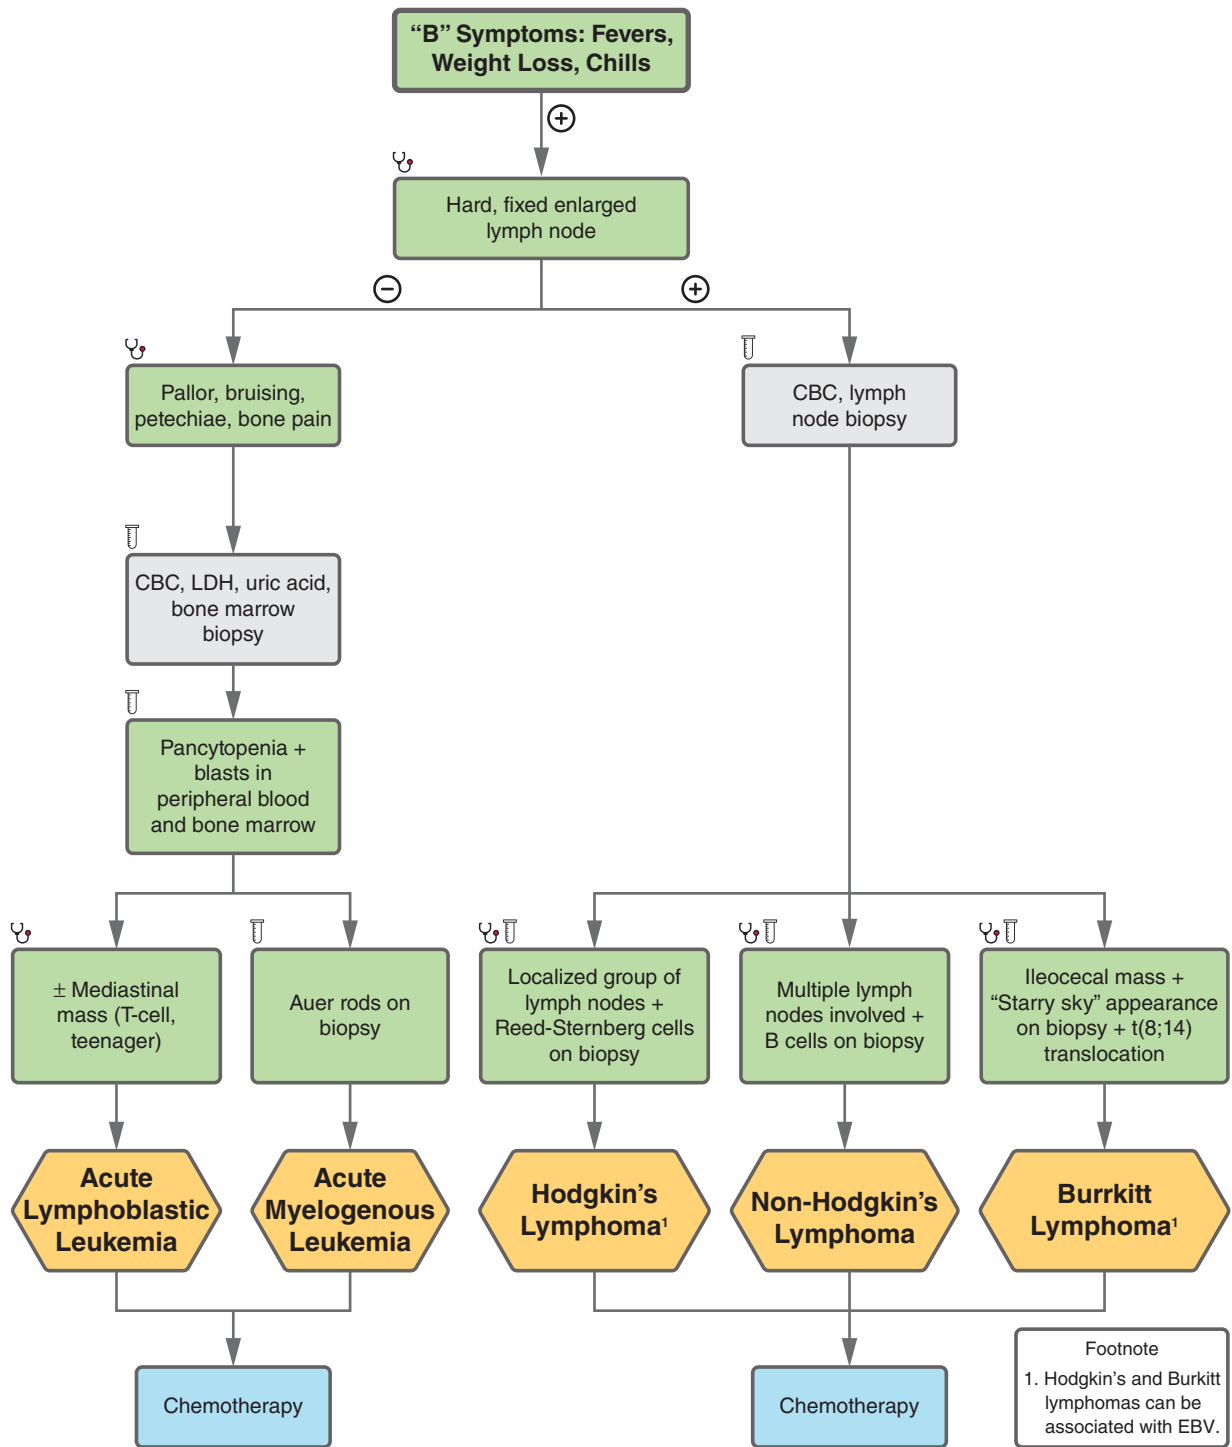 “B” Symptoms: Fevers,
Weight Loss, Chills
+
Hard, fixed enlarged
lymph node
−
+
Pallor, bruising,
petechiae, bone pain
CBC, lymph
node biopsy
CBC, LDH, uric acid,
bone marrow
biopsy
Pancytopenia +
blasts in
peripheral blood
and bone marrow
± Mediastinal
mass (T-cell,
teenager)
Auer rods on
biopsy
Localized group of
lymph nodes +
Reed-Sternberg cells
on biopsy
Multiple lymph
nodes involved +
B cells on biopsy
Ileocecal mass +
“Starry sky” appearance
on biopsy + t(8;14)
translocation
Acute
Lymphoblastic
Leukemia
Acute
Myelogenous
Leukemia
Hodgkin’s
Lymphoma¹
Non-Hodgkin’s
Lymphoma
Burrkitt
Lymphoma¹
Chemotherapy
Chemotherapy
Footnote
1. Hodgkin’s and Burkitt
lymphomas can be
associated with EBV.